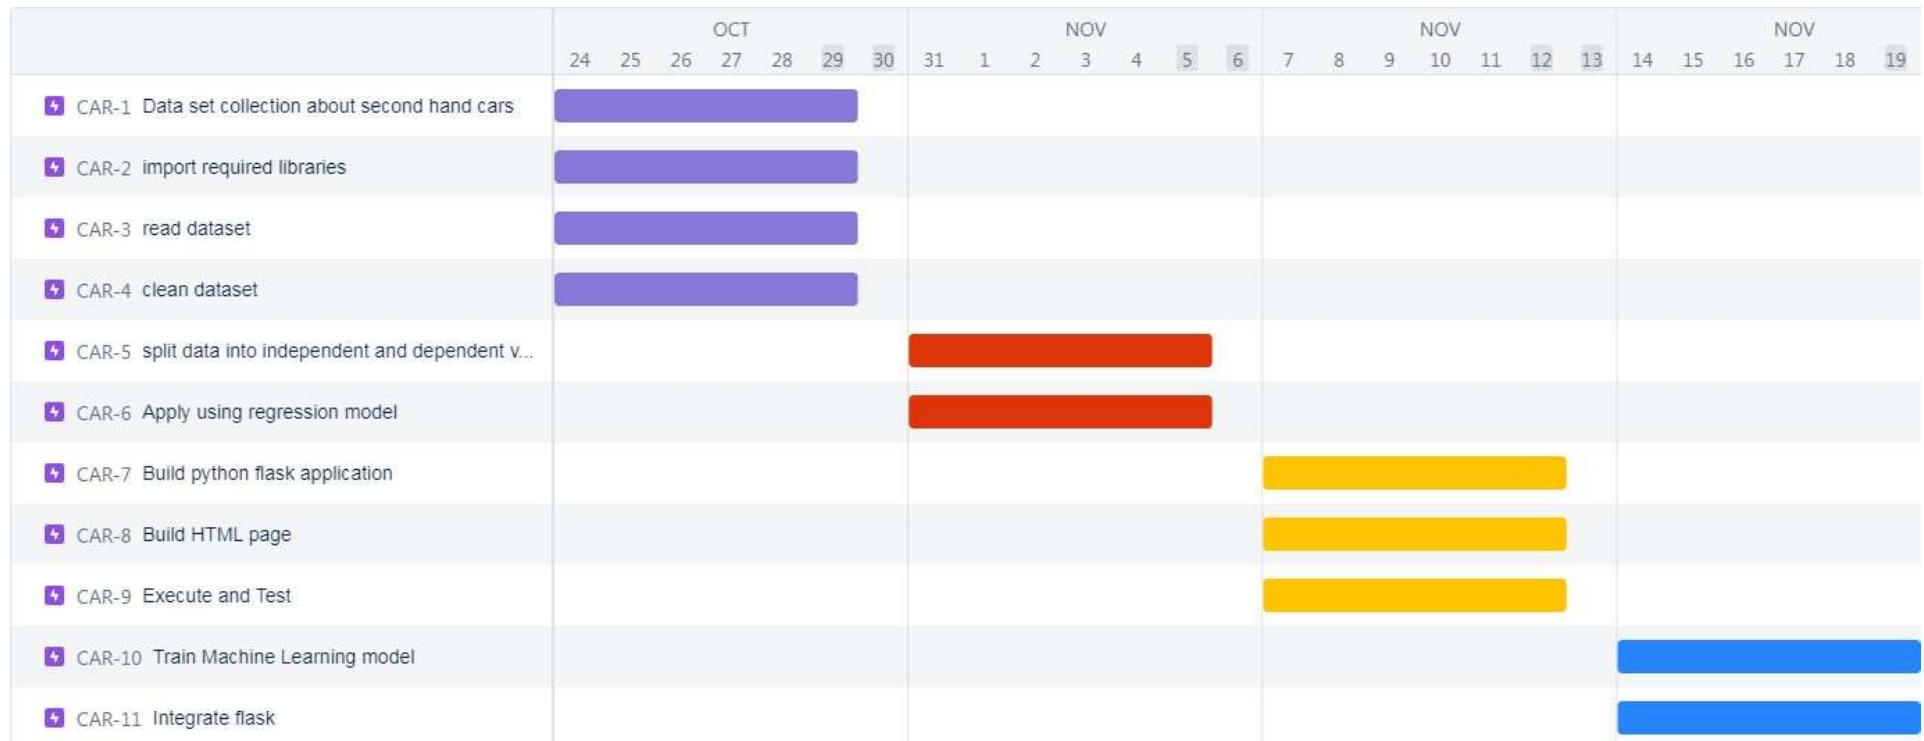 OCT NOV NOV NOV
24 25 26 27 28 29 30 31 1 2 3 4 5 6 7 8 9 10 11 12 13 14 15 16 17 18 19
CAR-1 Data set collection about second hand cars
CAR-2 import required libraries
CAR-3 read dataset
CAR-4 clean dataset
CAR-5 split data into independent and dependent v...
CAR-6 Apply using regression model
CAR-7 Build python flask application
CAR-8 Build HTML page
CAR-9 Execute and Test
CAR-10 Train Machine Learning model
CAR-11 Integrate flask